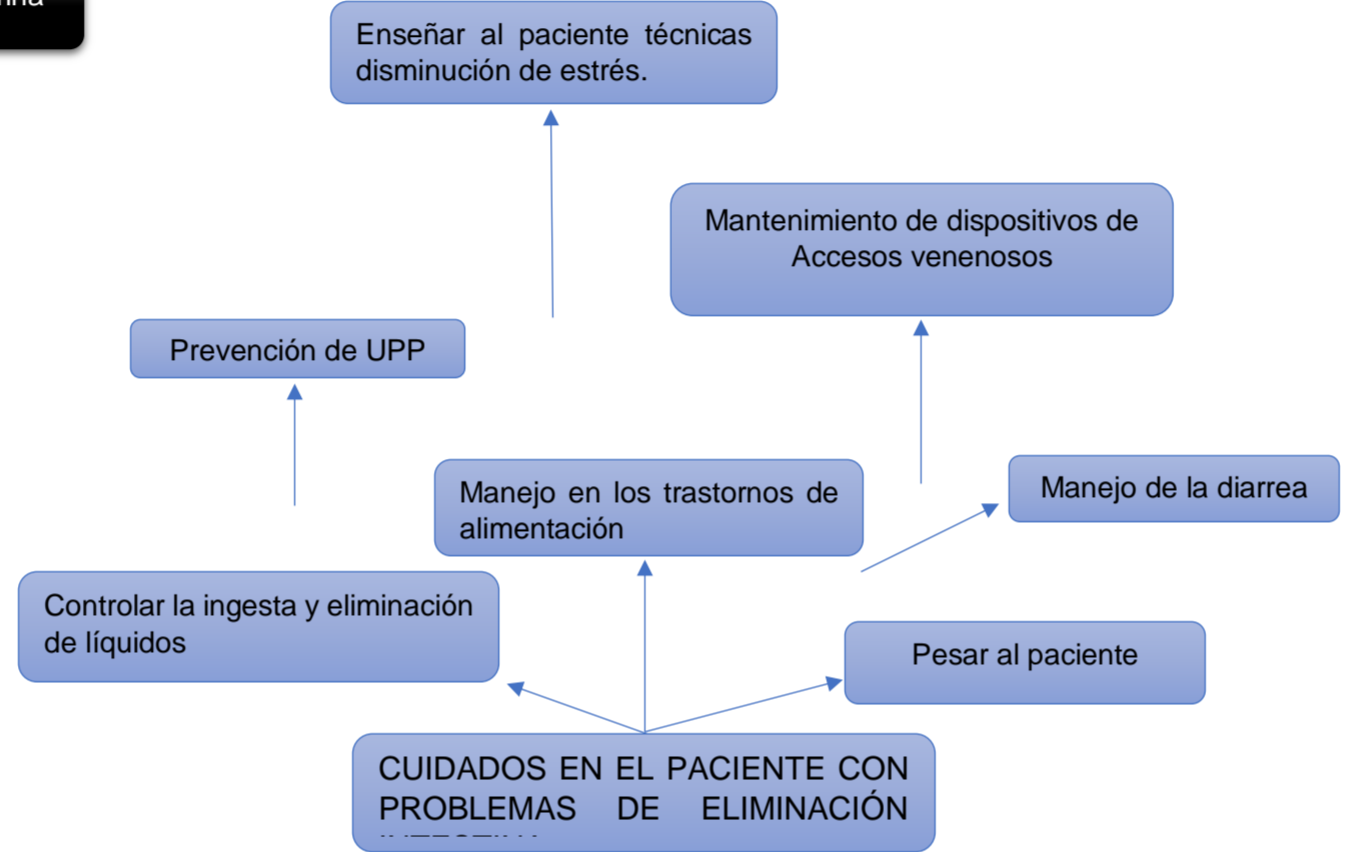 Enseñar al paciente técnicas
disminución de estrés.
Mantenimiento de dispositivos de
Accesos venenosos
Prevención de UPP
Manejo en los trastornos de
alimentación
Manejo de la diarrea
Controlar la ingesta y eliminación
de líquidos
Pesar al paciente
CUIDADOS EN EL PACIENTE CON
PROBLEMAS DE ELIMINACIÓN